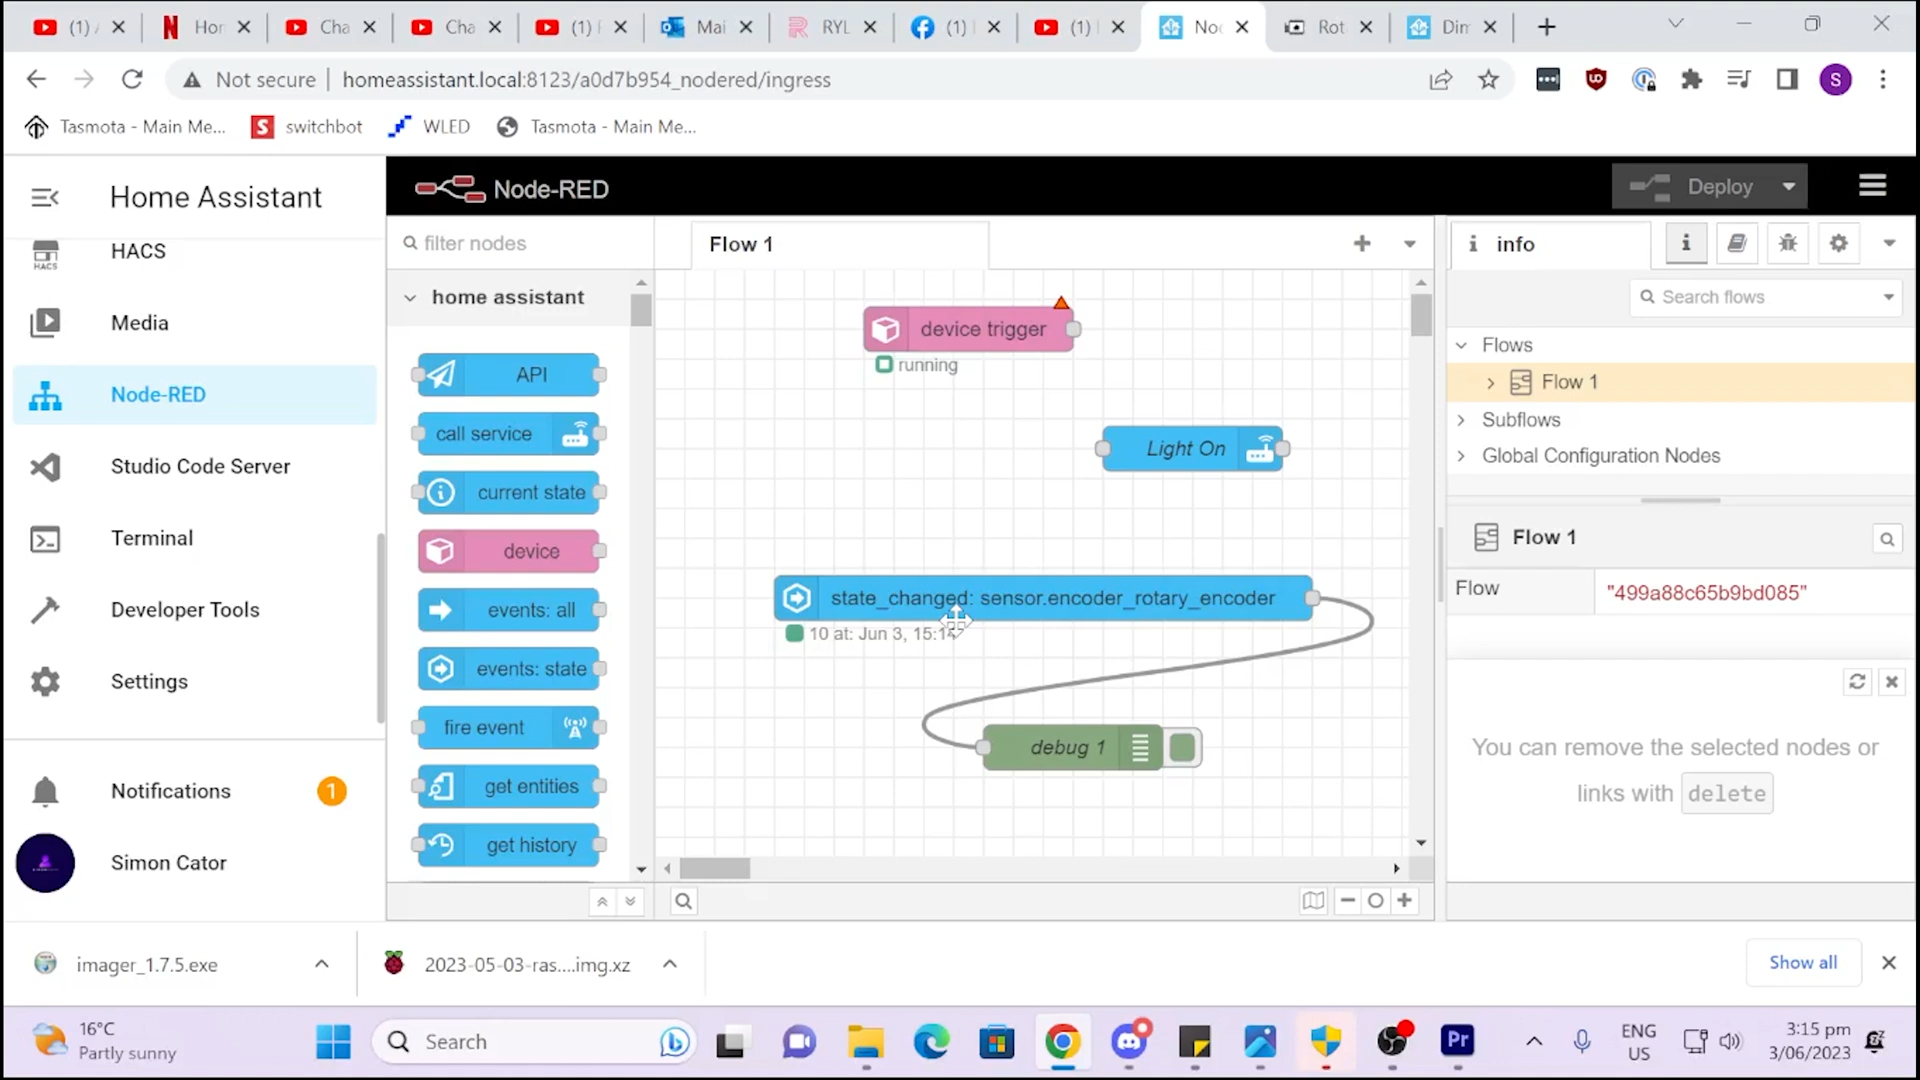 (1) /
Hor
Cha
Cha
(1) F
Mai
RYL
(1) |
(1) |
Noc
Rot
Dim
Not secure
homeassistant.local:8123/a0d7b954_nodered/ingress
S
Tasmota - Main Me...
switchbot
WLED
Tasmota - Main Me...
Home Assistant
HACS
HACS
Media
Node-RED
Studio Code Server
Terminal
Developer Tools
Settings
Notifications
1
Simon Cator
Node-RED
Deploy
filter nodes
home assistant
API
call service
current state
device
events: all
events: state
fire event
get entities
get history
Flow 1
device trigger
running
Light On
state_changed: sensor.encoder_rotary_encoder
10 at: Jun 3, 15:14
debug 1
info
Search flows
Flows
Flow 1
Subflows
Global Configuration Nodes
Flow 1
Flow
"499a88c65b9bd085"
You can remove the selected nodes or
links with delete
imager_1.7.5.exe
2023-05-03-ras....img.xz
Show all
16°C
Partly sunny
Search
Pr
ENG
US
3:15 pm
3/06/2023